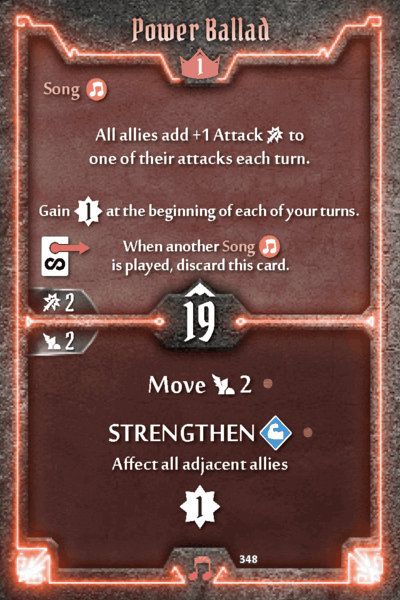 Power Ballad
1
Song
All allies add +1 Attack to
one of their attacks each turn.
Gain 1 at the beginning of each of your turns.
When another Song
is played, discard this card.
2
19
2
Move 2
STRENGTHEN
Affect all adjacent allies
1
348